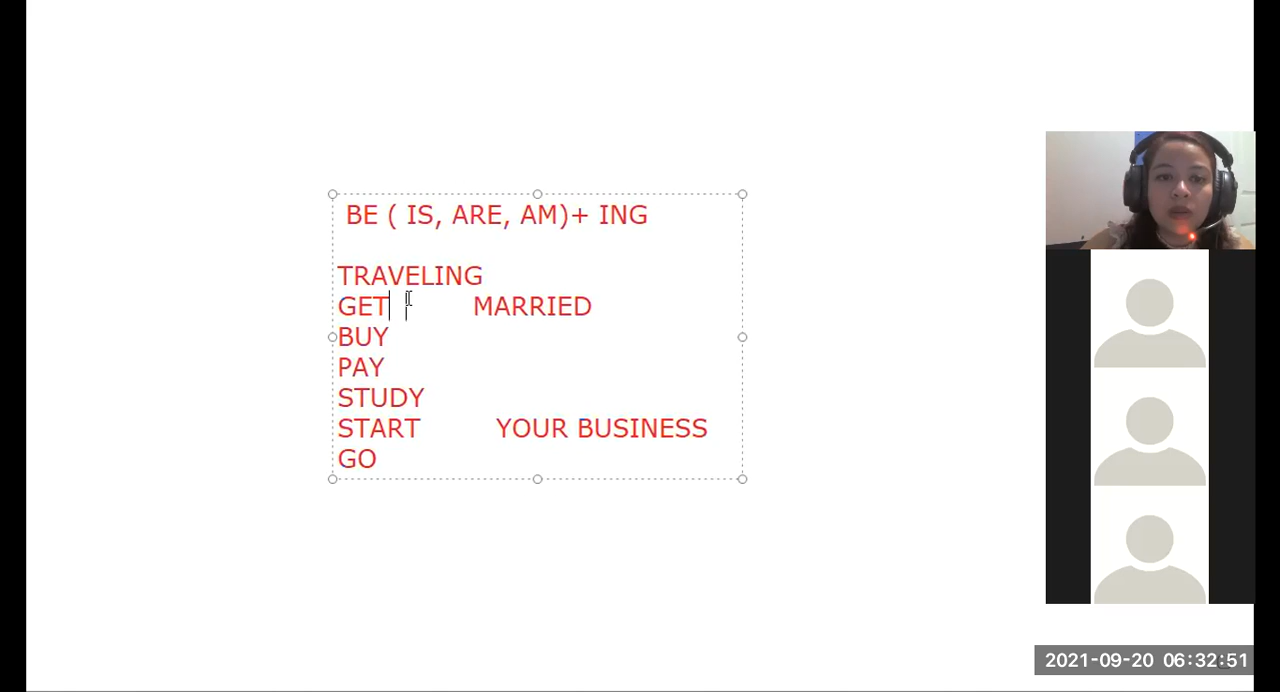 BE ( IS, ARE, AM)+ ING
TRAVELING
GET MARRIED
BUY
PAY
STUDY
START YOUR BUSINESS
GO
2021-09-20 06:32:51